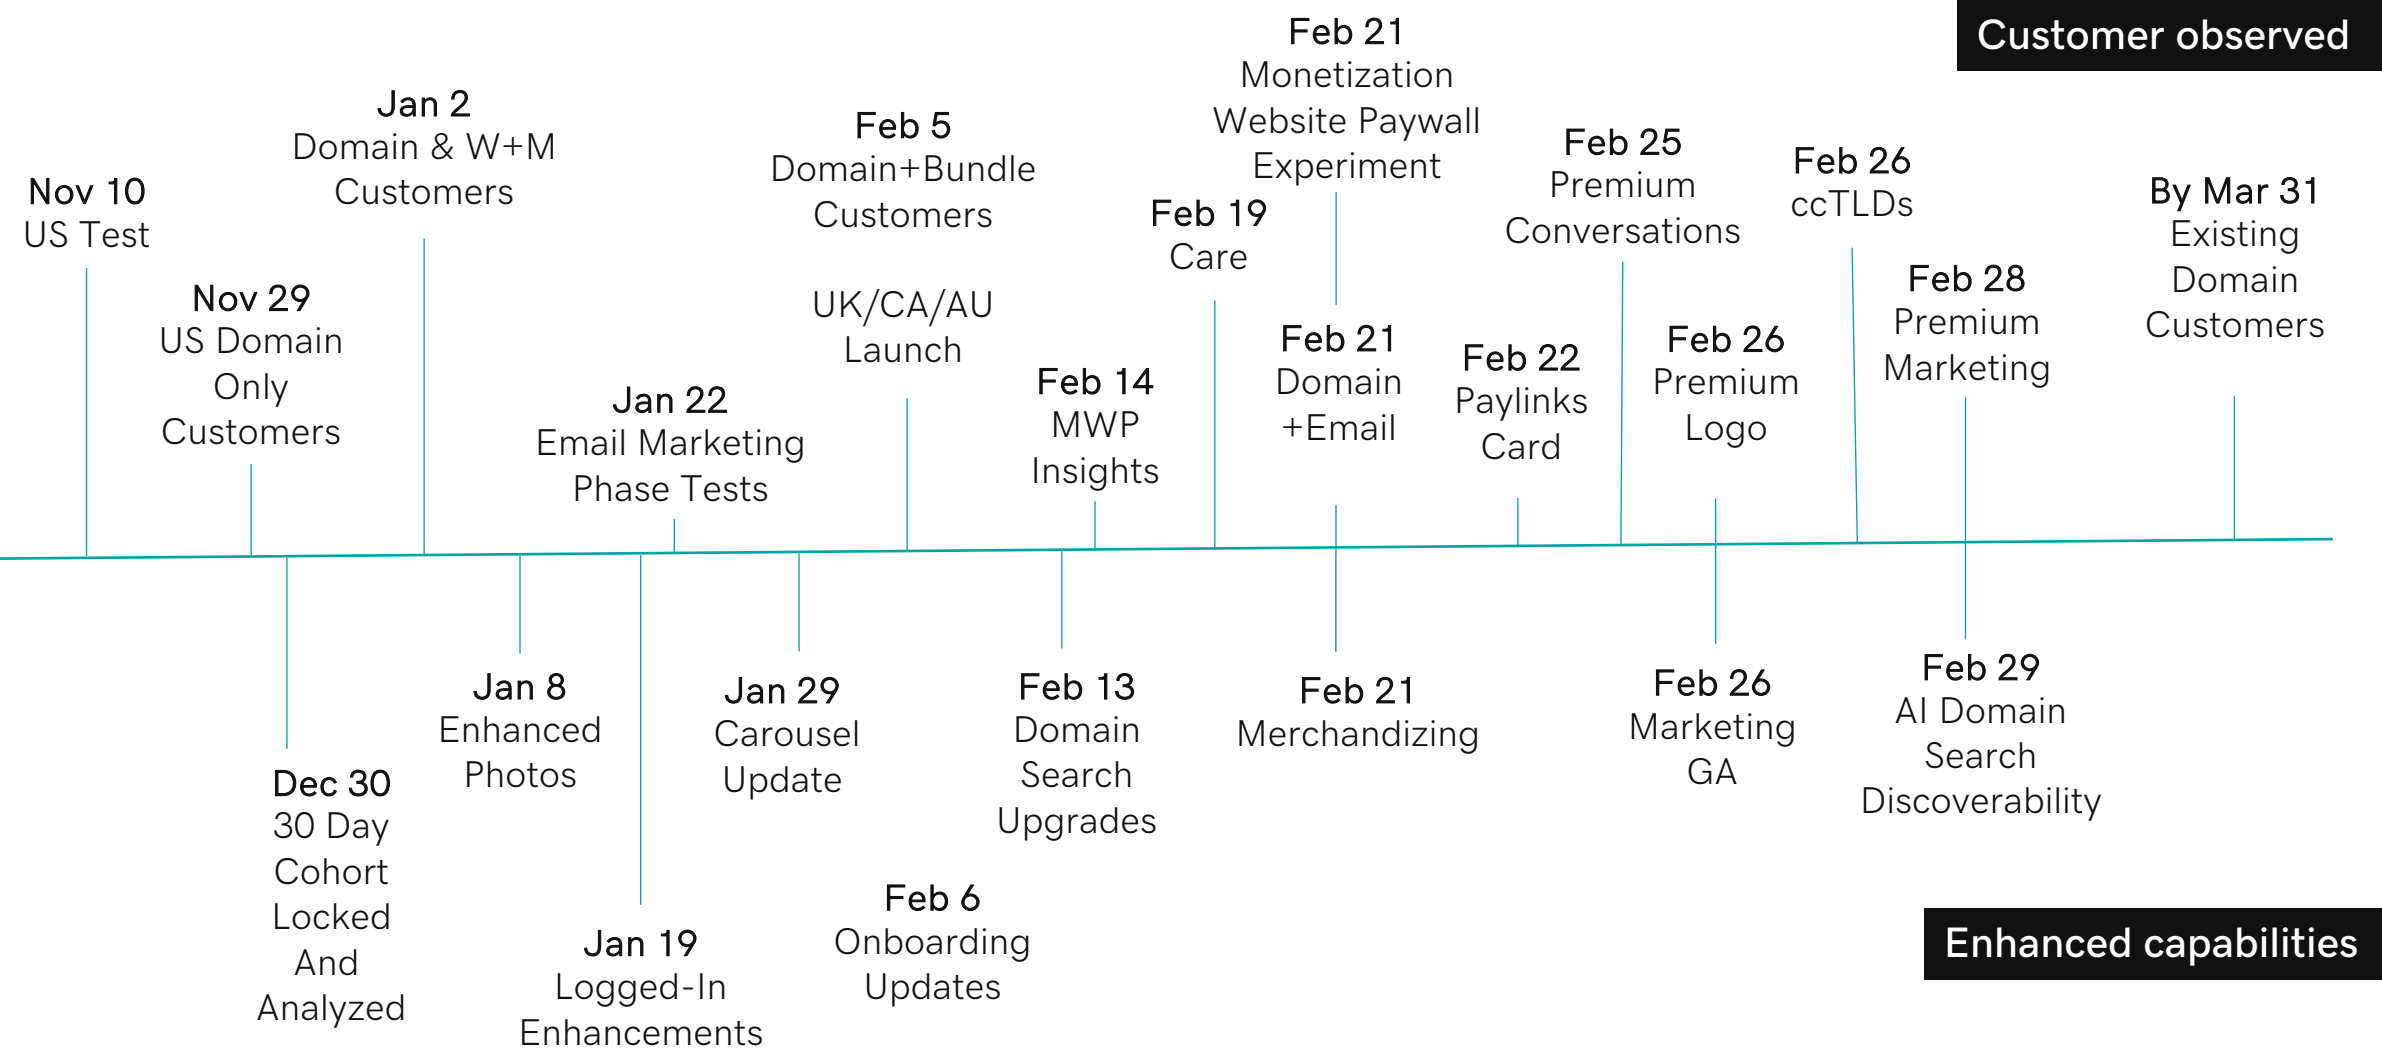 Customer observed
Nov 10
US Test
Nov 29
US Domain
Only
Customers
Jan 2
Domain & W+M
Customers
Jan 22
Email Marketing
Phase Tests
Feb 5
Domain+Bundle
Customers
UK/CA/AU
Launch
Feb 14
MWP
Insights
Feb 19
Care
Feb 21
Monetization
Website Paywall
Experiment
Feb 21
Domain
+Email
Feb 22
Paylinks
Card
Feb 25
Premium
Conversations
Feb 26
Premium
Logo
Feb 26
ccTLDs
Feb 28
Premium
Marketing
By Mar 31
Existing
Domain
Customers
Dec 30
30 Day
Cohort
Locked
And
Analyzed
Jan 8
Enhanced
Photos
Jan 19
Logged-In
Enhancements
Jan 29
Carousel
Update
Feb 6
Onboarding
Updates
Feb 13
Domain
Search
Upgrades
Feb 21
Merchandizing
Feb 26
Marketing
GA
Feb 29
AI Domain
Search
Discoverability
Enhanced capabilities